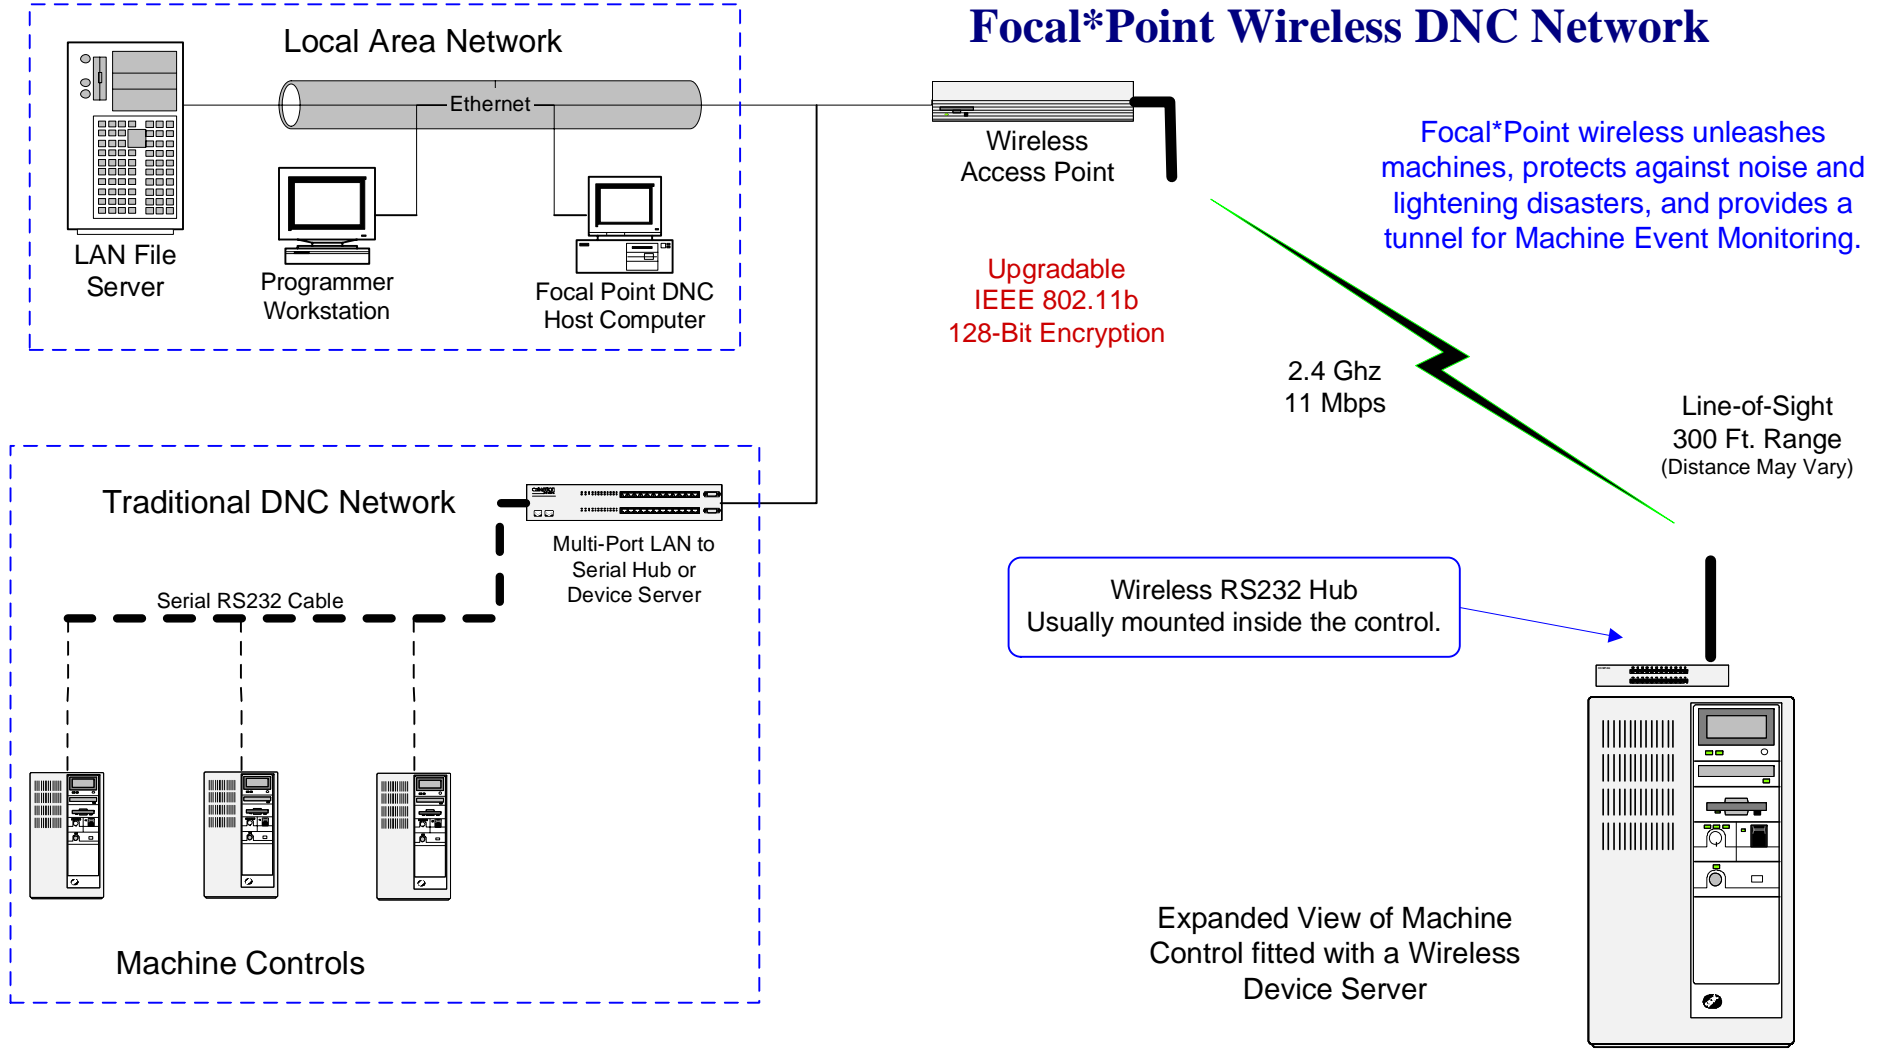 Focal*Point Wireless DNC Network
Local Area Network
Ethernet
LAN File
Server
Programmer
Workstation
Focal Point DNC
Host Computer
Wireless
Access Point
Focal*Point wireless unleashes
machines, protects against noise and
lightening disasters, and provides a
tunnel for Machine Event Monitoring.
Upgradable
IEEE 802.11b
128-Bit Encryption
2.4 Ghz
11 Mbps
Line-of-Sight
300 Ft. Range
(Distance May Vary)
Traditional DNC Network
Multi-Port LAN to
Serial Hub or
Device Server
Serial RS232 Cable
Machine Controls
Wireless RS232 Hub
Usually mounted inside the control.
Expanded View of Machine
Control fitted with a Wireless
Device Server